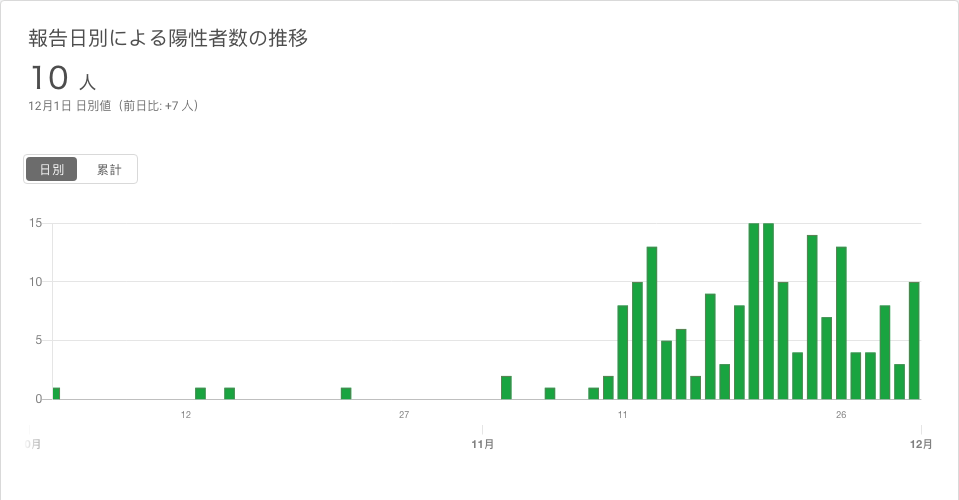 報告日別による陽性者数の推移
10 人
12月1日 日別値（前日比: +7 人）
日別 累計
15
10
5
0
12 27 11 26
0月 11月 12月